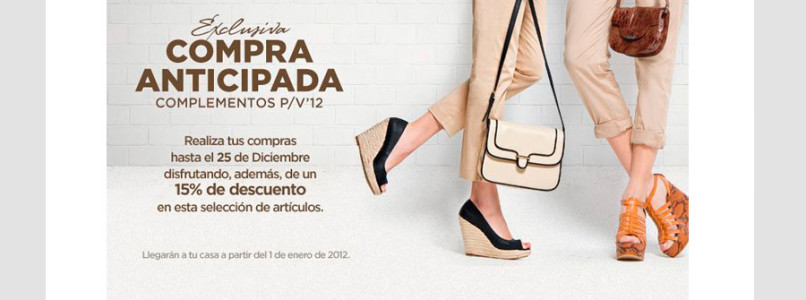 Exclusiva
COMPRA
ANTICIPADA
COMPLEMENTOS P/V'12
Realiza tus compras
hasta el 25 de Diciembre
disfrutando, además, de un
15% de descuento
en esta selección de artículos.
Llegarán a tu casa a partir del 1 de enero de 2012.